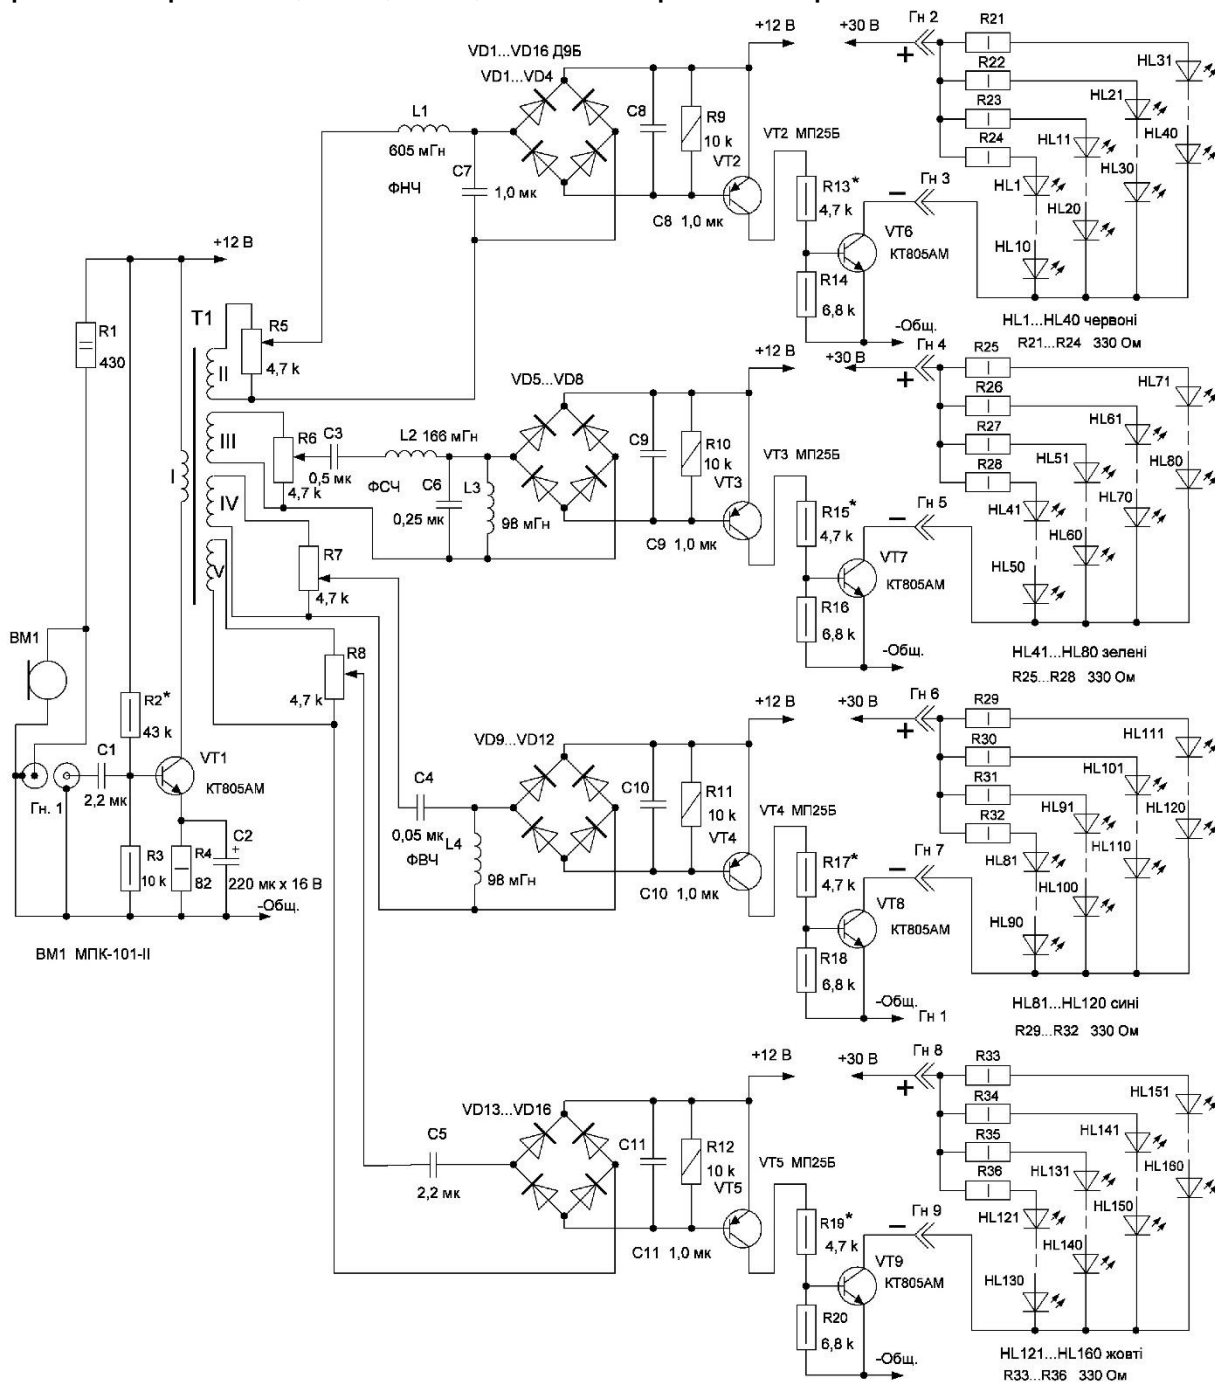 VD1...VD16 Д9Б
VD1...VD4
+12 В
+30 В
Гн 2
+
R21
R22
R23
R24
HL31
HL21
HL11
HL40
HL1
HL30
HL20
HL10
L1
605 мГн
ФНЧ
C7
1,0 мк
C8
R9
10 k
VT2
VT2 МП25Б
C8 1,0 мк
R13*
4,7 k
Гн 3
–
VT6
КТ805АМ
R14
6,8 k
-Общ.
HL1...HL40 червоні
R21...R24 330 Ом
+12 В
R1
430
T1
I
II
III
IV
V
R5
4,7 k
R6
4,7 k
C3
0,5 мк
L2 166 мГн
ФСЧ
C6
0,25 мк
L3
98 мГн
VD5...VD8
C9
R10
10k
VT3
VT3 МП25Б
C9 1,0 мк
+12 В
+30 В
Гн 4
+
R25
R26
R27
R28
HL71
HL61
HL51
HL80
HL41
HL70
HL60
HL50
R15*
4,7 k
Гн 5
–
VT7
КТ805АМ
R16
6,8 k
-Общ.
HL41...HL80 зелені
R25...R28 330 Ом
R7
4,7 k
R8
4,7 k
BM1
R2*
43 k
C1
2,2 мк
Гн. 1
VT1
КТ805АМ
R3
10 k
R4
82
C2
+
220 мк х 16 В
-Общ.
BM1 МПК-101-II
VD9...VD12
C4
0,05 мк
ФВЧ
L4
98 мГн
C10
R11
10 k
VT4
VT4 МП25Б
C10 1,0 мк
+12 В
+30 В
Гн 6
+
R29
R30
R31
R32
HL111
HL101
HL91
HL120
HL81
HL110
HL100
HL90
R17*
4,7 k
Гн 7
–
VT8
КТ805АМ
R18
6,8 k
-Общ.
Гн 1
HL81...HL120 сині
R29...R32 330 Ом
VD13...VD16
C5
2,2 мк
C11
R12
10 k
VT5
VT5 МП25Б
C11 1,0 мк
+12 В
+30 В
Гн 8
+
R33
R34
R35
R36
HL151
HL141
HL131
HL160
HL121
HL150
HL140
HL130
R19*
4,7 k
Гн 9
–
VT9
КТ805АМ
R20
6,8 k
-Общ.
HL121...HL160 жовті
R33...R36 330 Ом